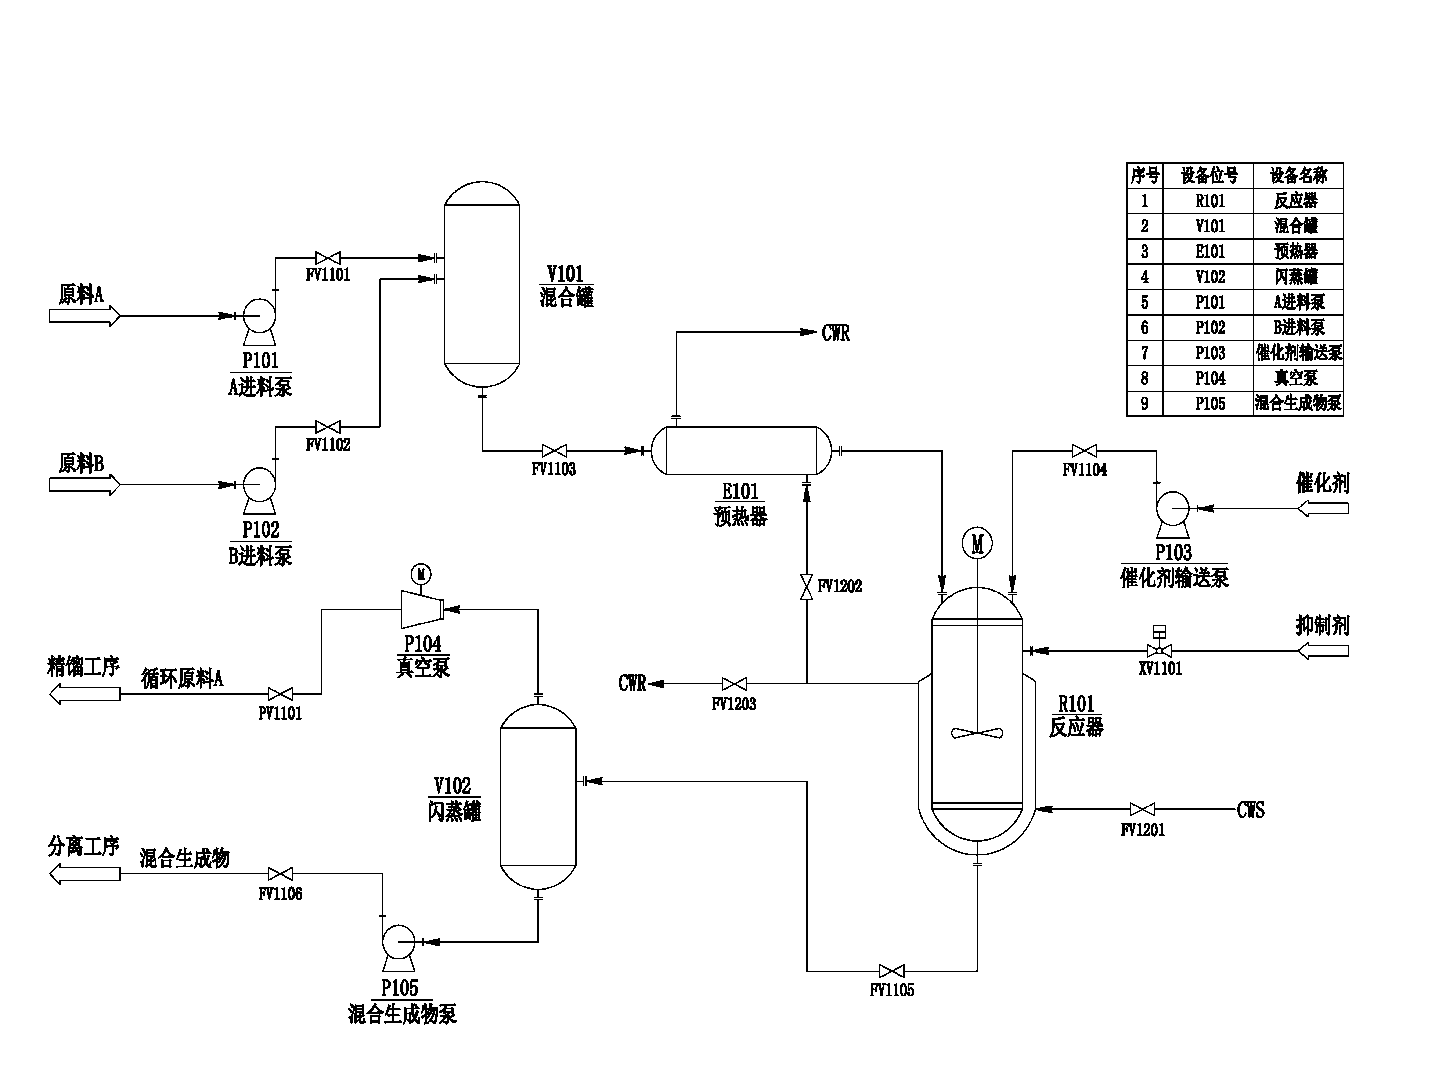 序号 设备位号 设备名称
1 R101 反应器
2 V101 混合罐
3 E101 预热器
4 V102 闪蒸罐
5 P101 A进料泵
6 P102 B进料泵
7 P103 催化剂输送泵
8 P104 真空泵
9 P105 混合生成物泵
原料A
FV1101
P101
A进料泵
V101
混合罐
CWR
原料B
FV1102
P102
B进料泵
FV1103
E101
预热器
FV1104
催化剂
P103
催化剂输送泵
M
M
FV1202
P104
真空泵
抑制剂
XV1101
精馏工序
循环原料A
PV1101
CWR
FV1203
R101
反应器
V102
闪蒸罐
CWS
FV1201
分离工序
混合生成物
FV1106
P105
混合生成物泵
FV1105